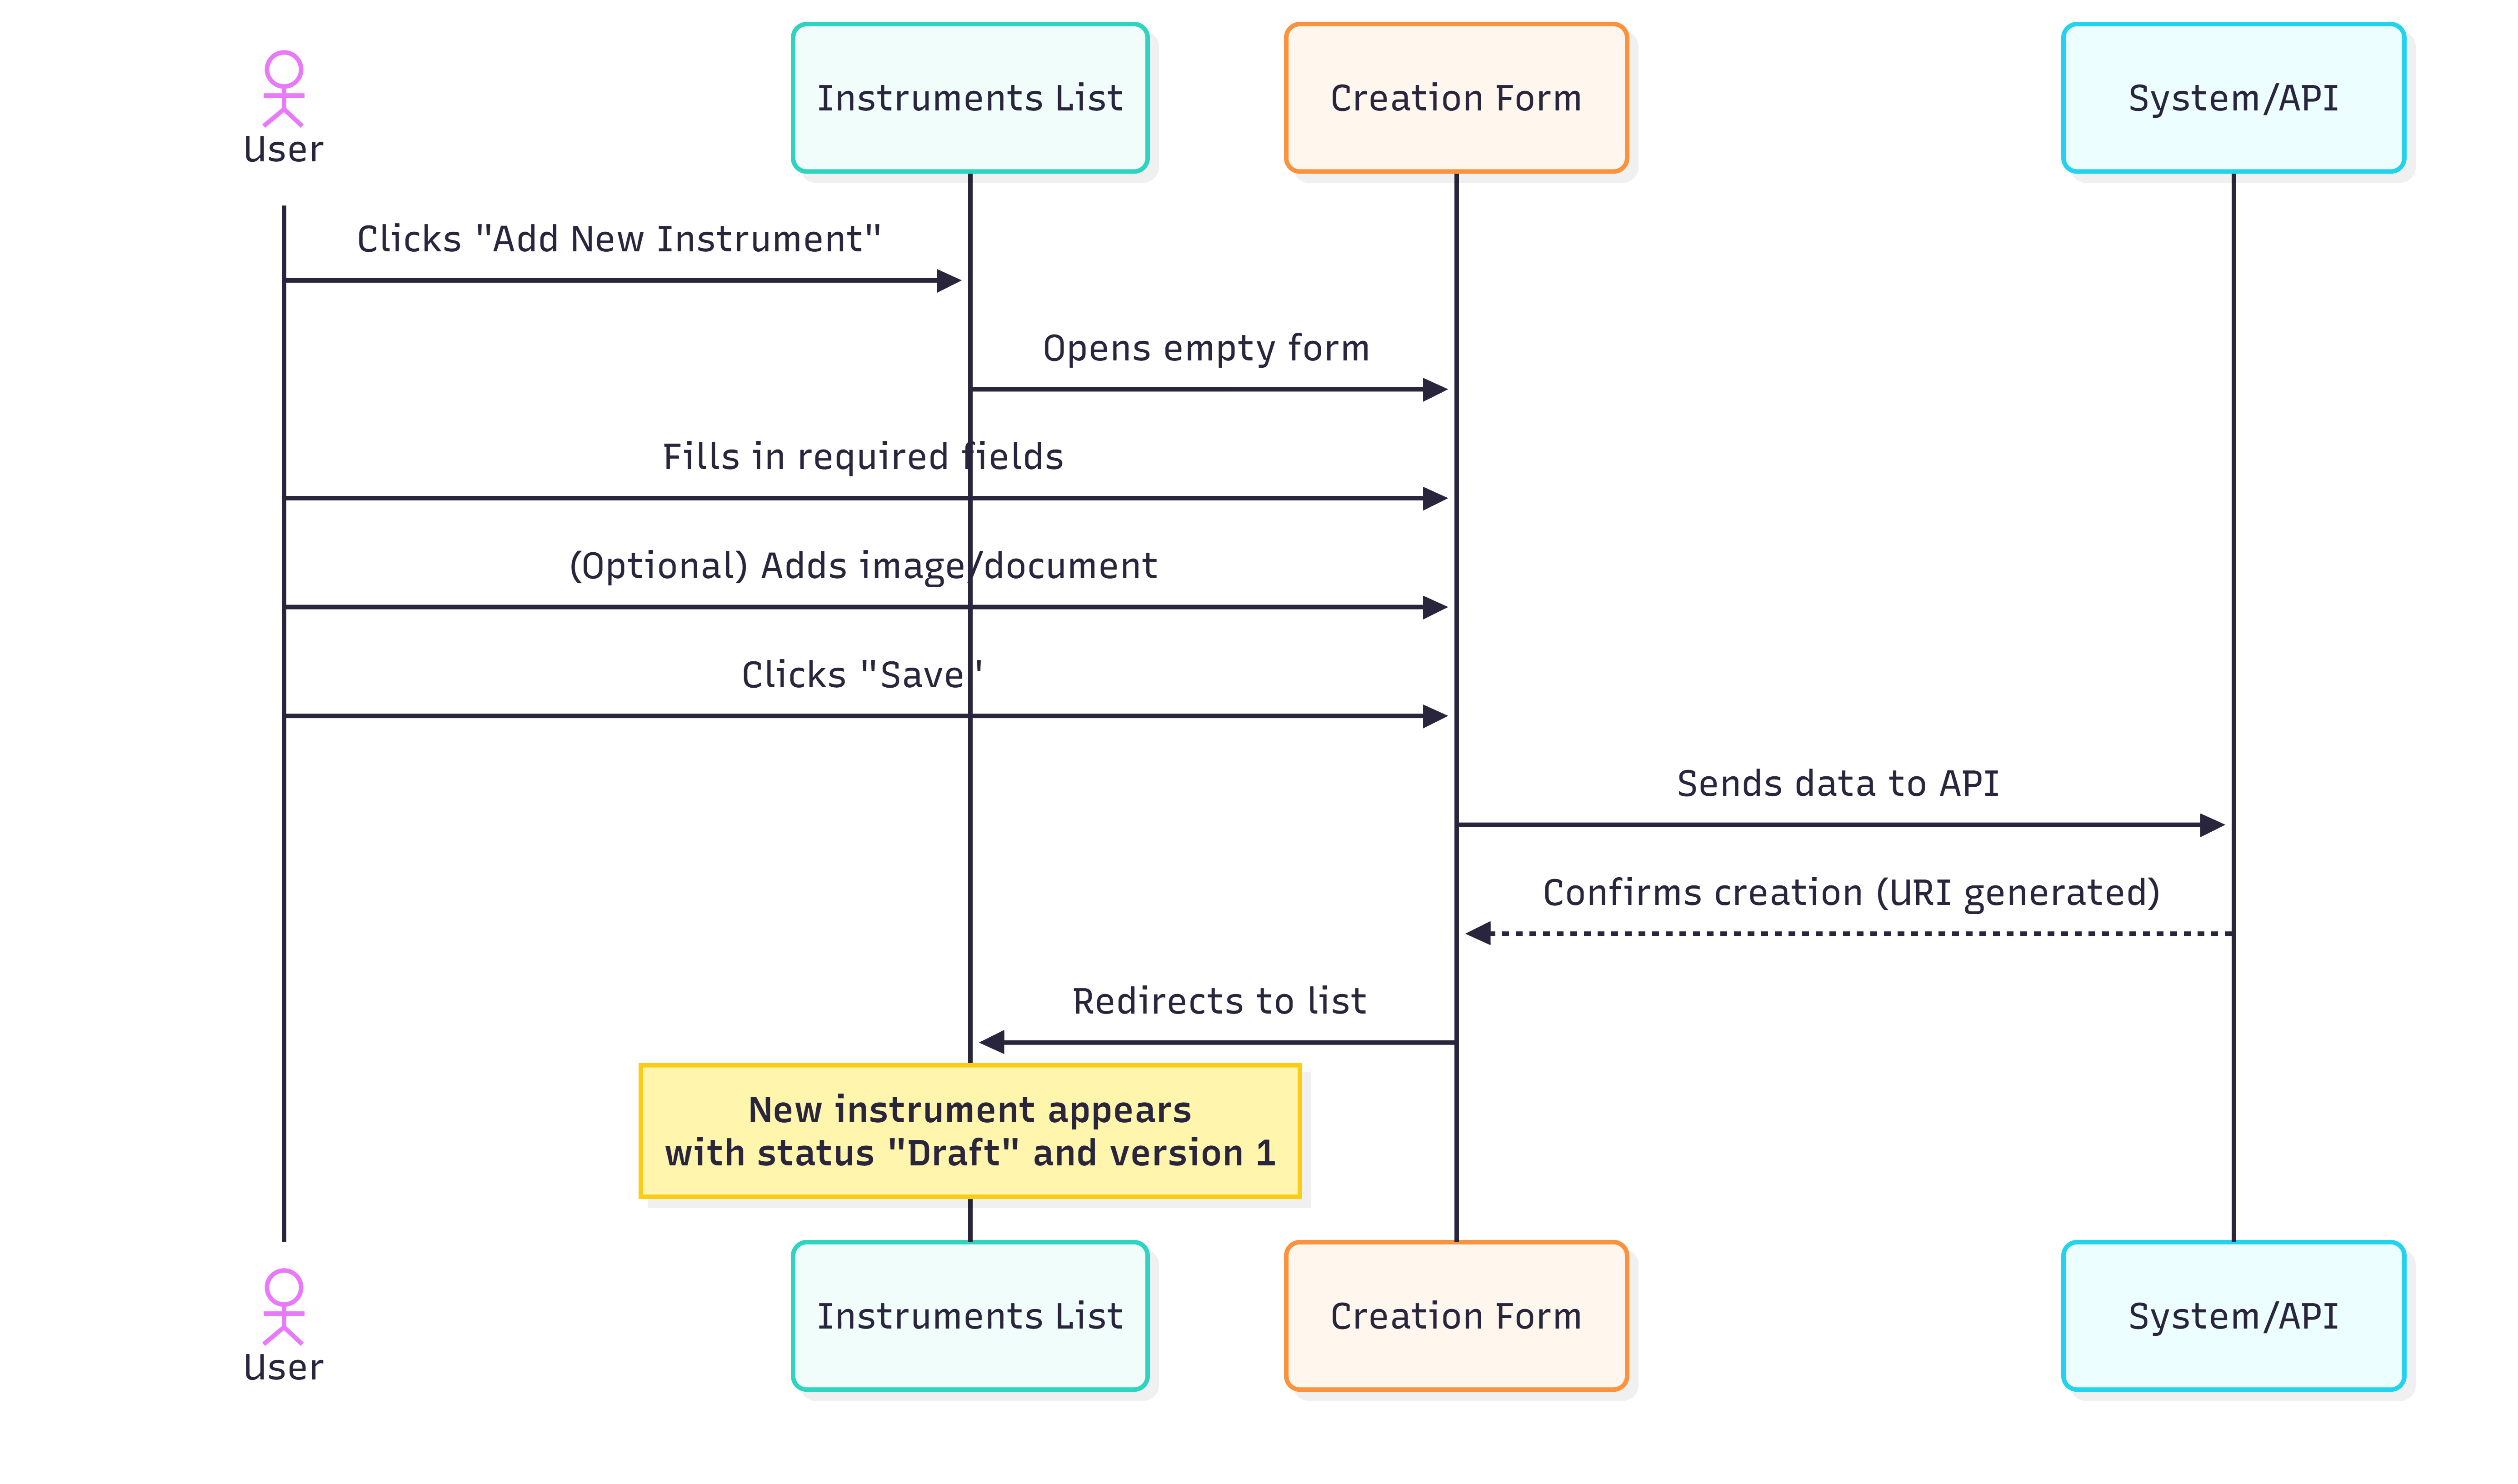 User
Instruments List
Creation Form
System/API
Clicks "Add New Instrument"
Opens empty form
Fills in required fields
(Optional) Adds image/document
Clicks "Save"
Sends data to API
Confirms creation (URI generated)
Redirects to list
New instrument appears
with status "Draft" and version 1
User
Instruments List
Creation Form
System/API